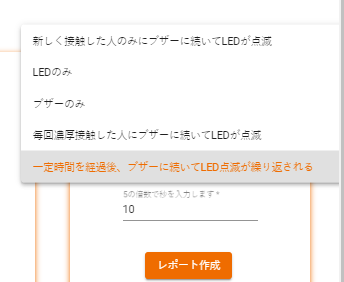 新しく接触した人のみにブザーに続いてLEDが点滅
LEDのみ
ブザーのみ
毎回濃厚接触した人にブザーに続いてLEDが点滅
一定時間を経過後、ブザーに続いてLED点滅が繰り返される
5の倍数で秒を入力します *
10
レポート作成